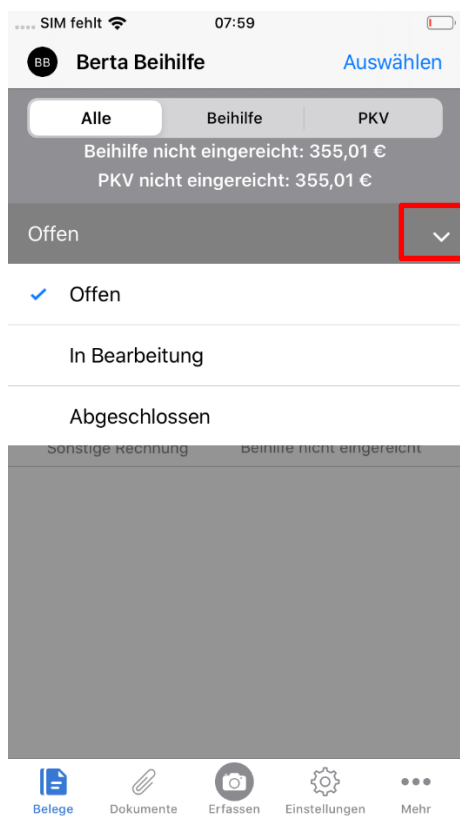 SIM fehlt 07:59
BB Berta Beihilfe Auswählen
Alle Beihilfe PKV
Beihilfe nicht eingereicht: 355,01 €
PKV nicht eingereicht: 355,01 €
Offen
Offen
In Bearbeitung
Abgeschlossen
Sonstige Rechnung Beihilfe nicht eingereicht
Belege Dokumente Erfassen Einstellungen Mehr